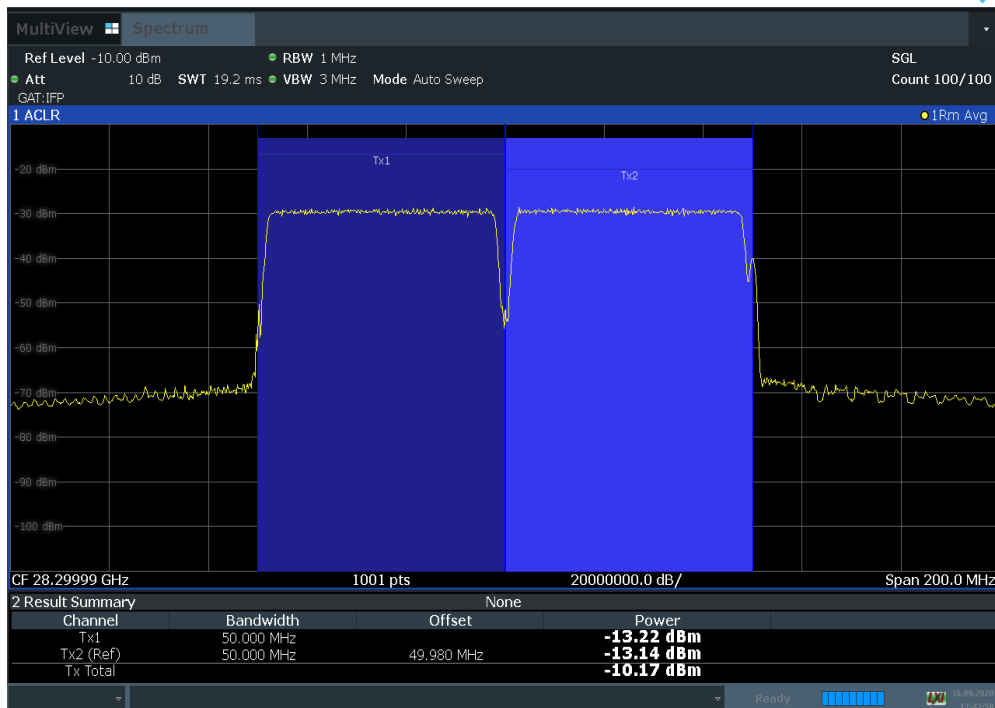 MultiView Spectrum
Ref Level -10.00 dBm RBW 1 MHz SGL
Att 10 dB SWT 19.2 ms VBW 3 MHz Mode Auto Sweep Count 100/100
GAT:IFP
1 ACLR 1Rm Avg
Tx1
-20 dBm
Tx2
-30 dBm
-40 dBm
-50 dBm
-60 dBm
-70 dBm
-80 dBm
-90 dBm
-100 dBm
CF 28.29999 GHz 1001 pts 20000000.0 dB/ Span 200.0 MHz
2 Result Summary None
Channel Bandwidth Offset Power
Tx1 50.000 MHz -13.22 dBm
Tx2 (Ref) 50.000 MHz 49.980 MHz -13.14 dBm
Tx Total -10.17 dBm
Ready LXI 16.09.2020